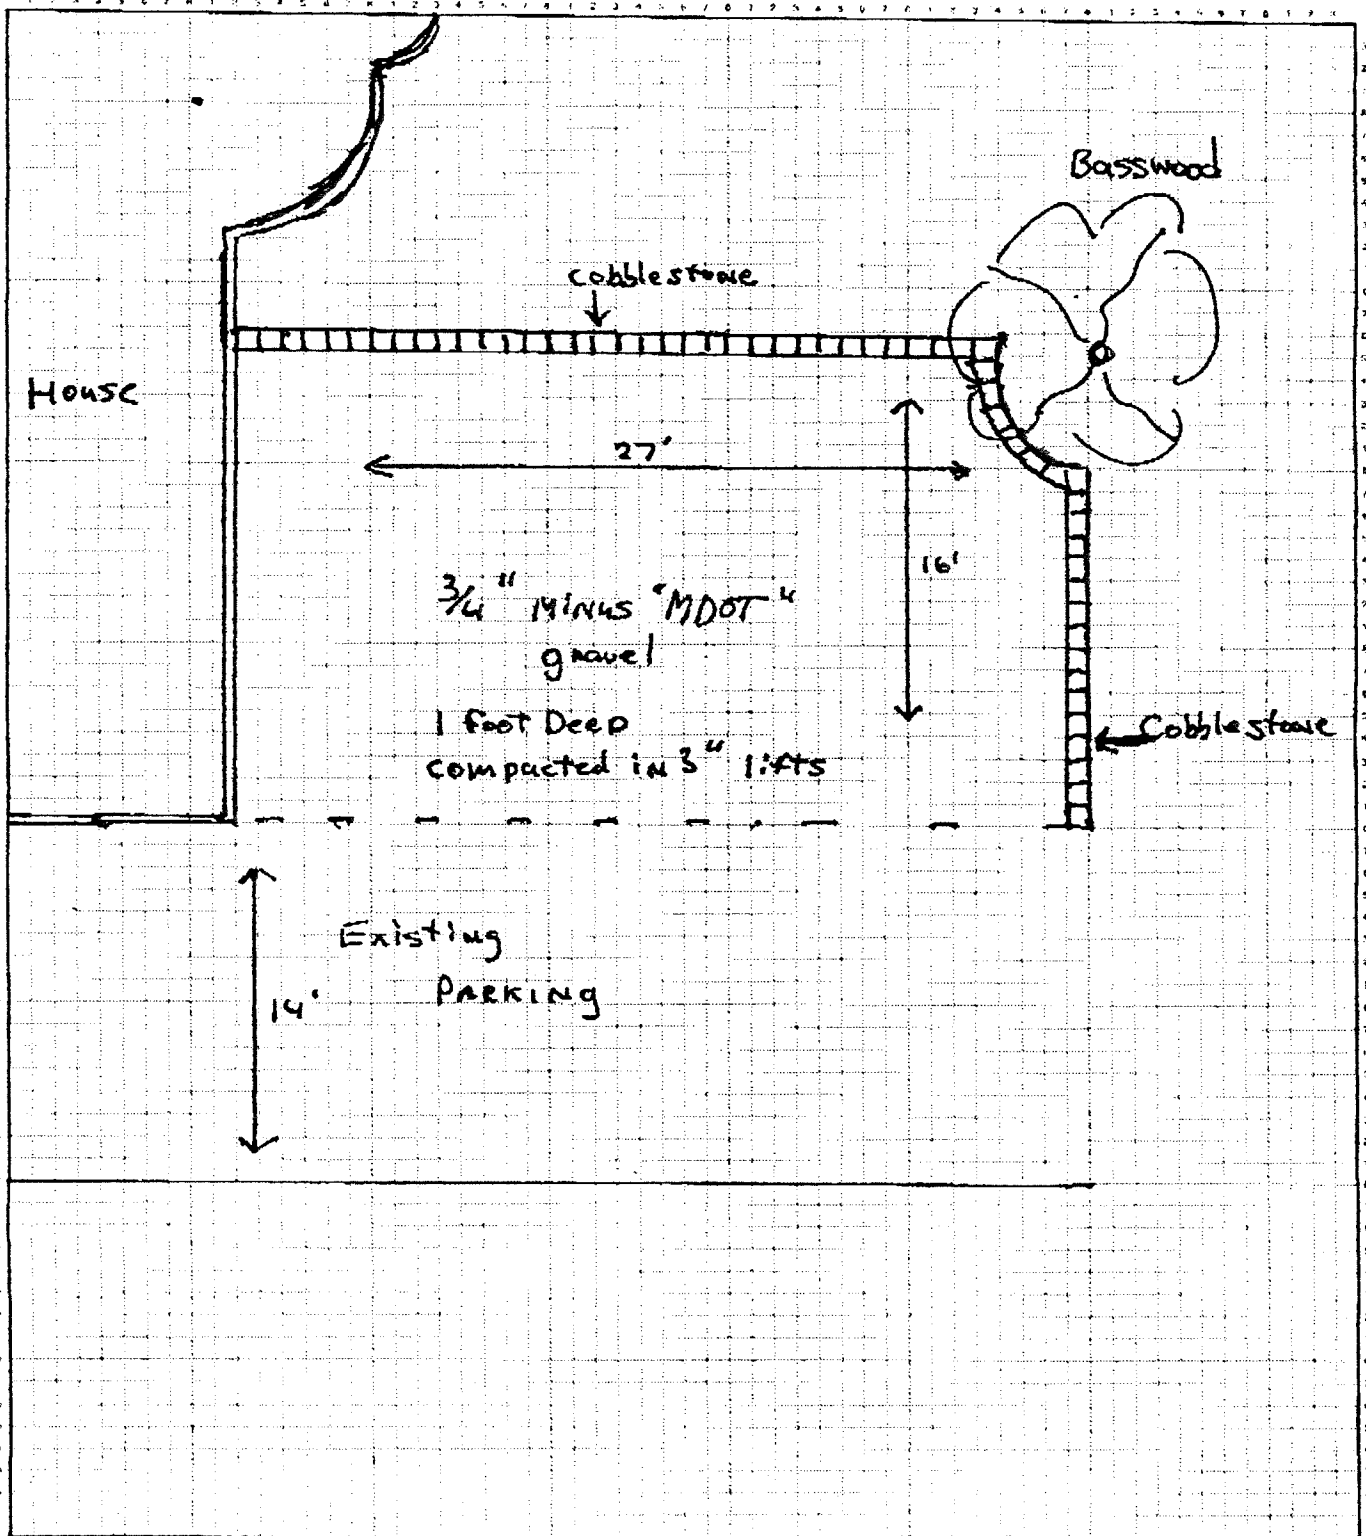 Basswood
cobblestone
House
27'
16'
3/4" minus "MDOT"
gravel
1 foot Deep
compacted in 3" lifts
Cobblestone
Existing
Parking
14'